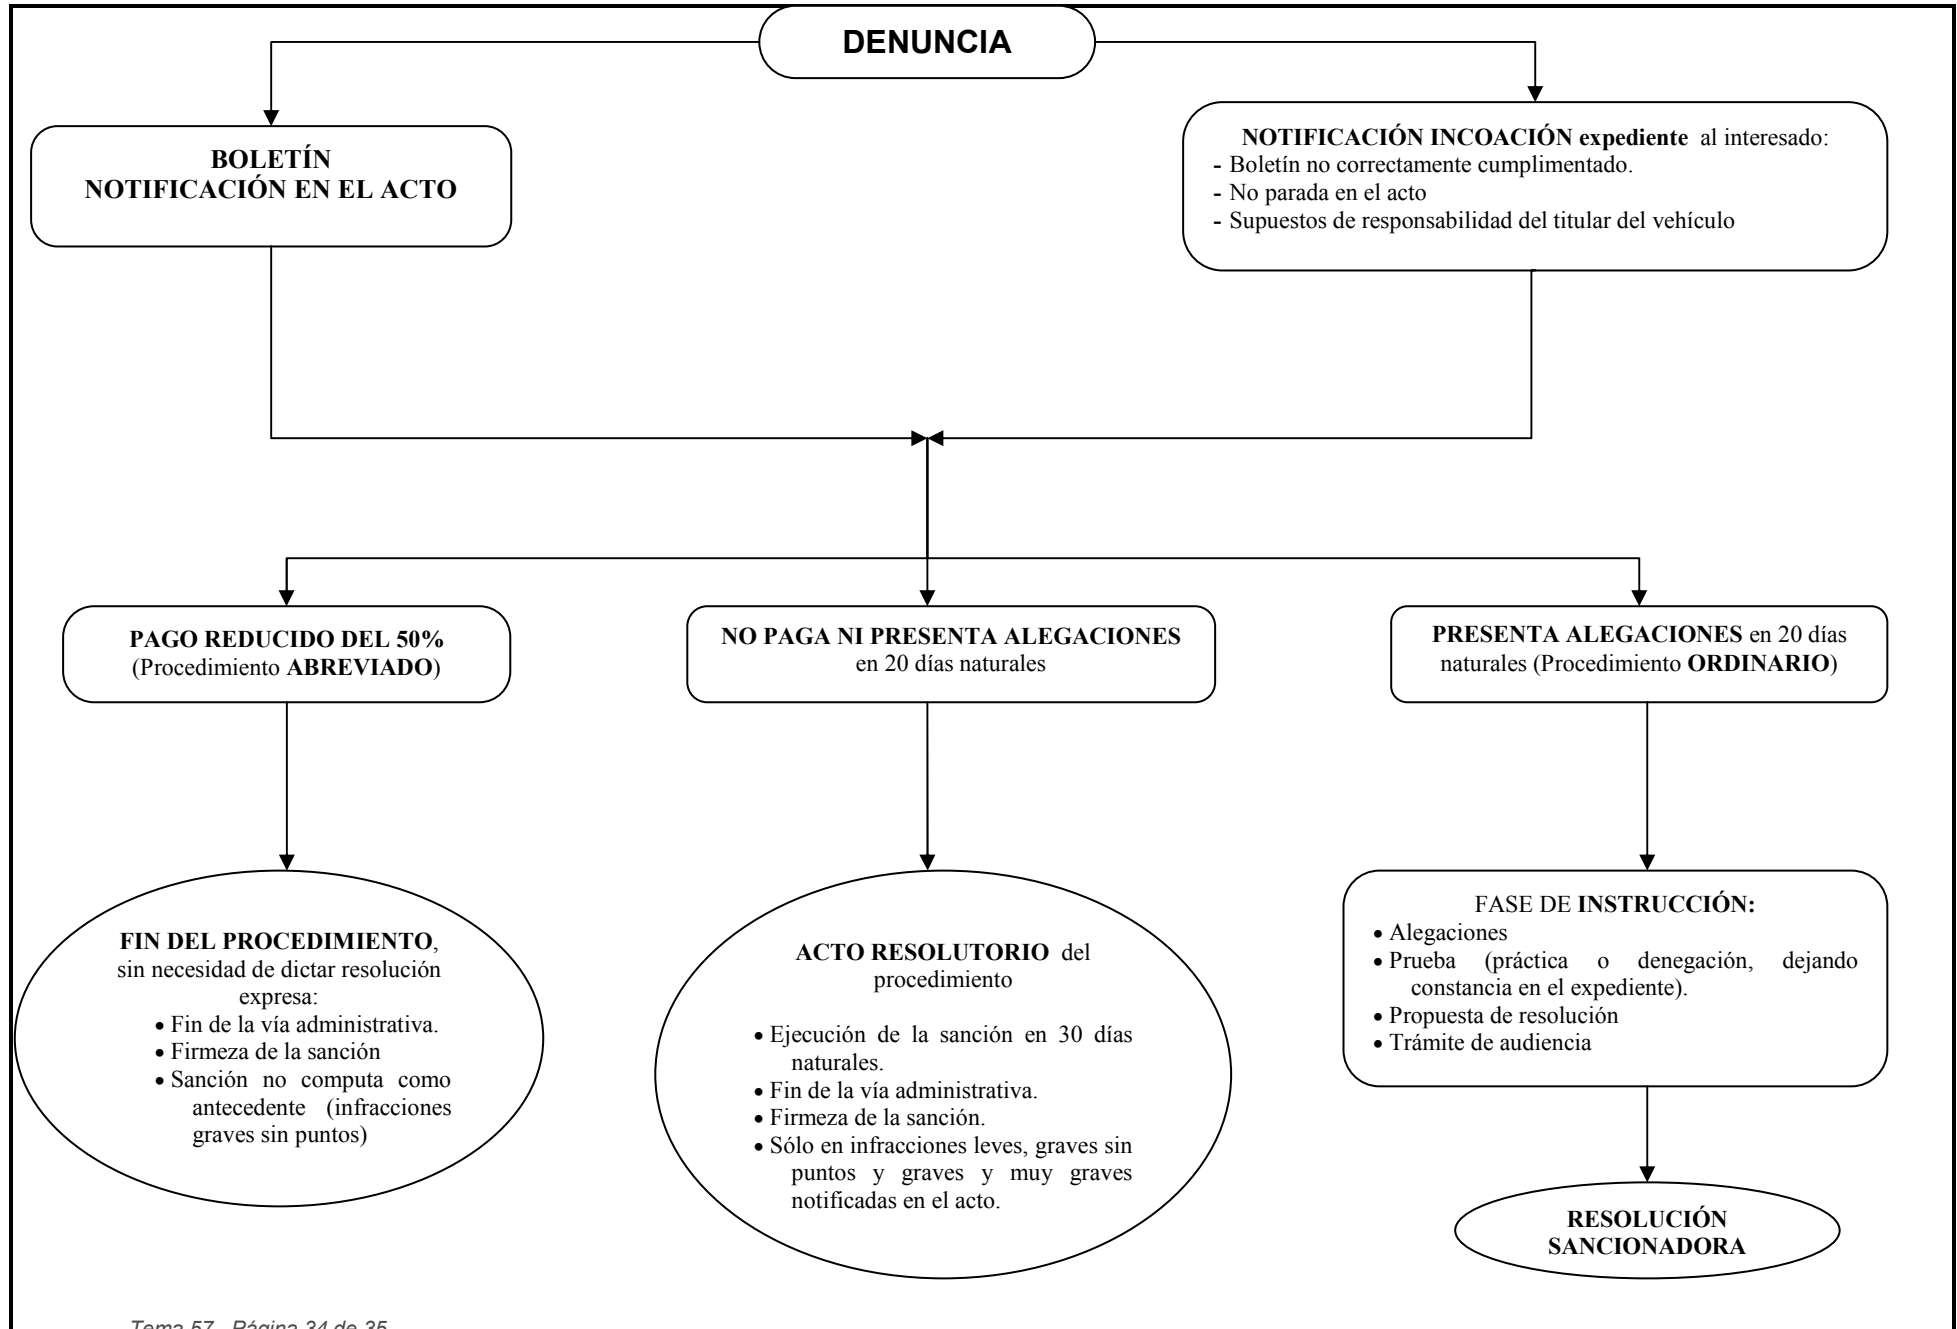 DENUNCIA
BOLETÍN
NOTIFICACIÓN EN EL ACTO
NOTIFICACIÓN INCOACIÓN expediente al interesado:
- Boletín no correctamente cumplimentado.
- No parada en el acto
- Supuestos de responsabilidad del titular del vehículo
PAGO REDUCIDO DEL 50%
(Procedimiento ABREVIADO)
NO PAGA NI PRESENTA ALEGACIONES
en 20 días naturales
PRESENTA ALEGACIONES en 20 días
naturales (Procedimiento ORDINARIO)
FIN DEL PROCEDIMIENTO,
sin necesidad de dictar resolución
expresa:
• Fin de la vía administrativa.
• Firmeza de la sanción
• Sanción no computa como
antecedente (infracciones
graves sin puntos)
ACTO RESOLUTORIO del
procedimiento
• Ejecución de la sanción en 30 días
naturales.
• Fin de la vía administrativa.
• Firmeza de la sanción.
• Sólo en infracciones leves, graves sin
puntos y graves y muy graves
notificadas en el acto.
FASE DE INSTRUCCIÓN:
• Alegaciones
• Prueba (práctica o denegación, dejando
constancia en el expediente).
• Propuesta de resolución
• Trámite de audiencia
RESOLUCIÓN
SANCIONADORA
Tema 57 Página 34 de 35